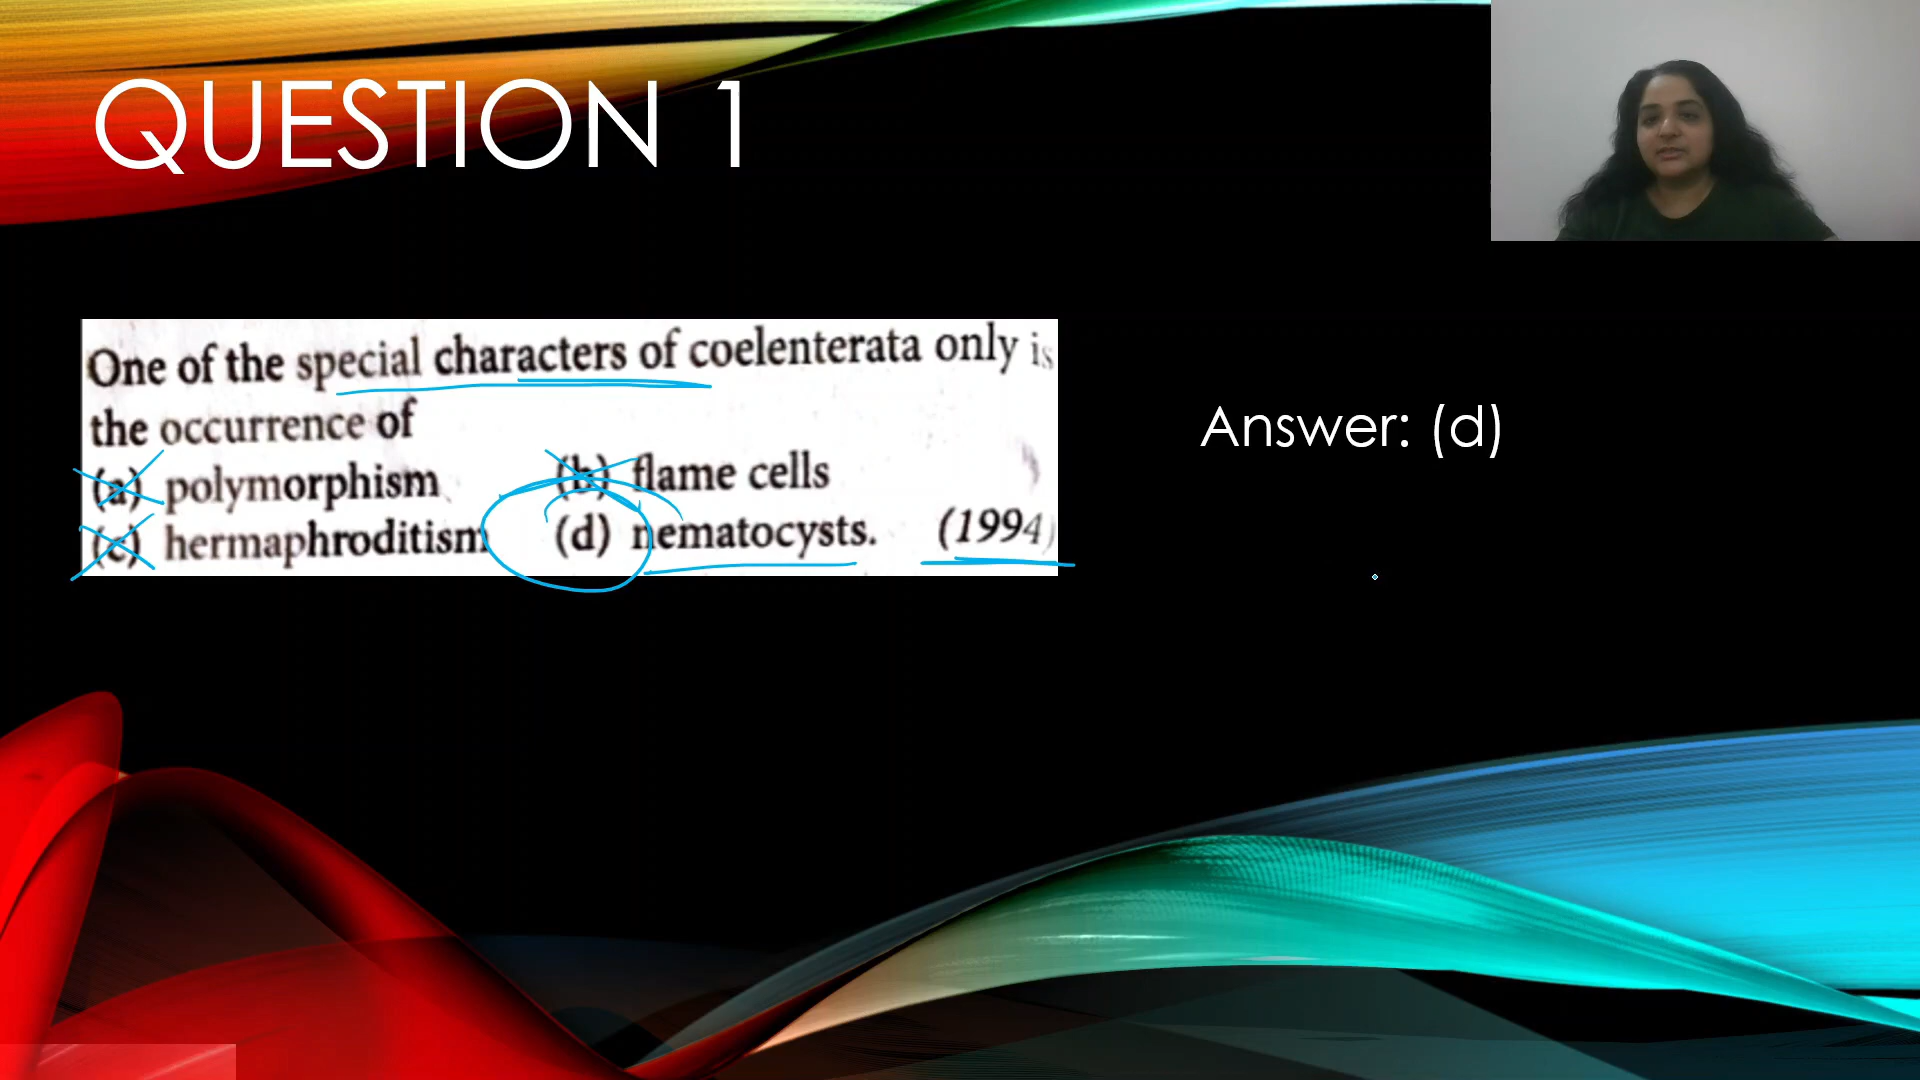 QUESTION 1
One of the special characters of coelenterata only is
the occurrence of
(a) polymorphism (b) flame cells
(c) hermaphroditism (d) nematocysts. (1994)
Answer: (d)